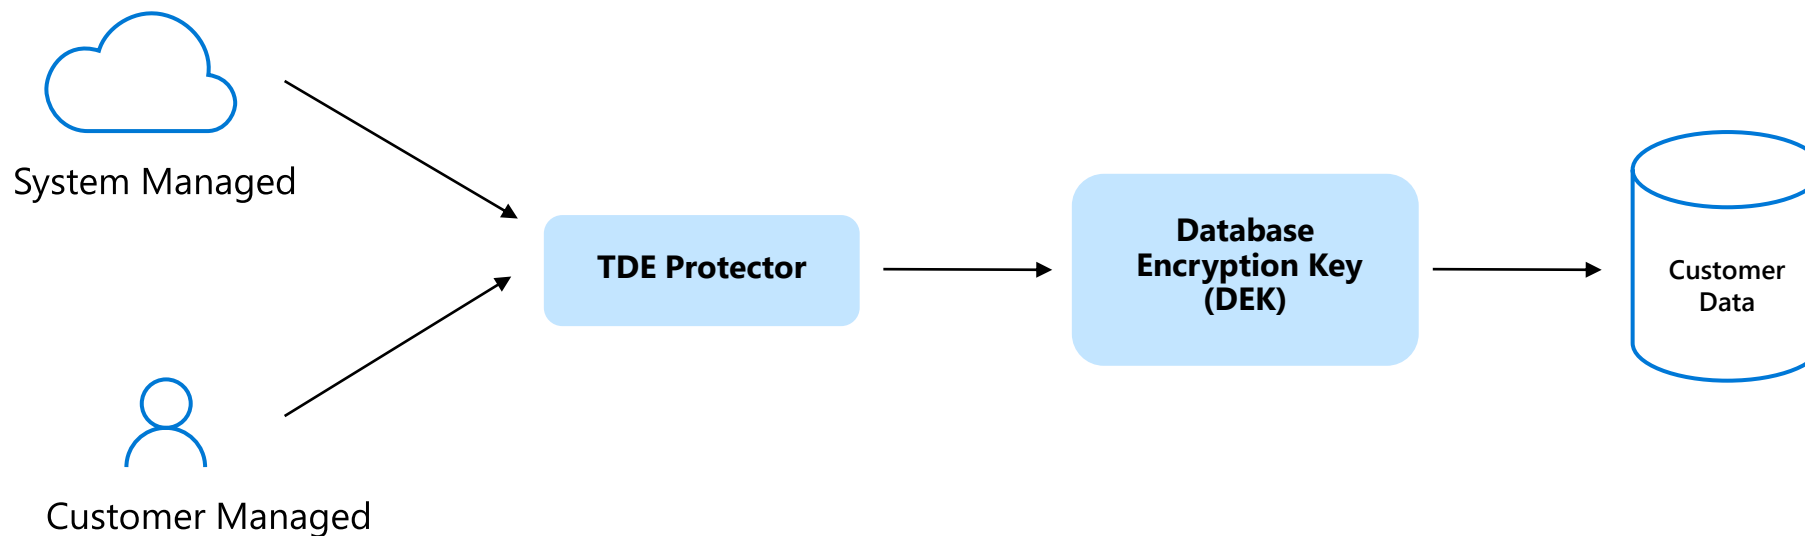 System Managed
TDE Protector
Database
Encryption Key
(DEK)
Customer
Data
Customer Managed